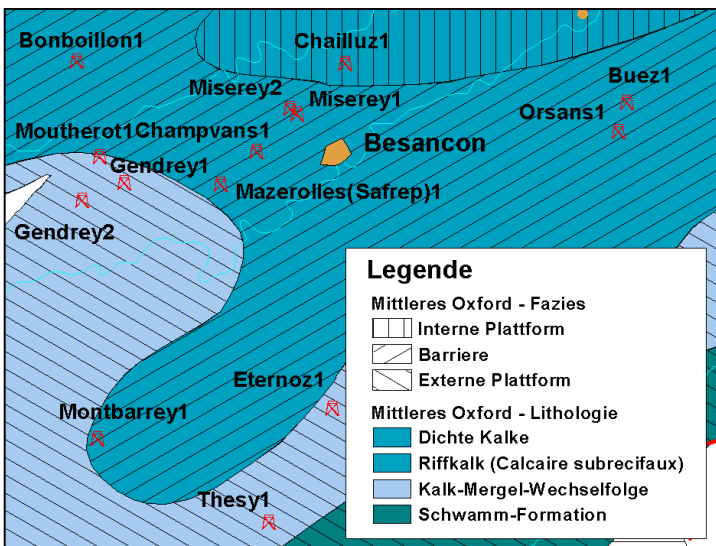 Bonboillon1
Chailluz1
Buez1
Miserey2
Miserey1
Orsans1
Moutherot1
Champvans1
Besancon
Gendrey1
Mazerolles(Safrep)1
Gendrey2
Legende
Mittleres Oxford - Fazies
Interne Plattform
Barriere
Externe Plattform
Eternoz1
Mittleres Oxford - Lithologie
Montbarrey1
Dichte Kalke
Riffkalk (Calcaire subrecifaux)
Kalk-Mergel-Wechselfolge
Thesy1
Schwamm-Formation